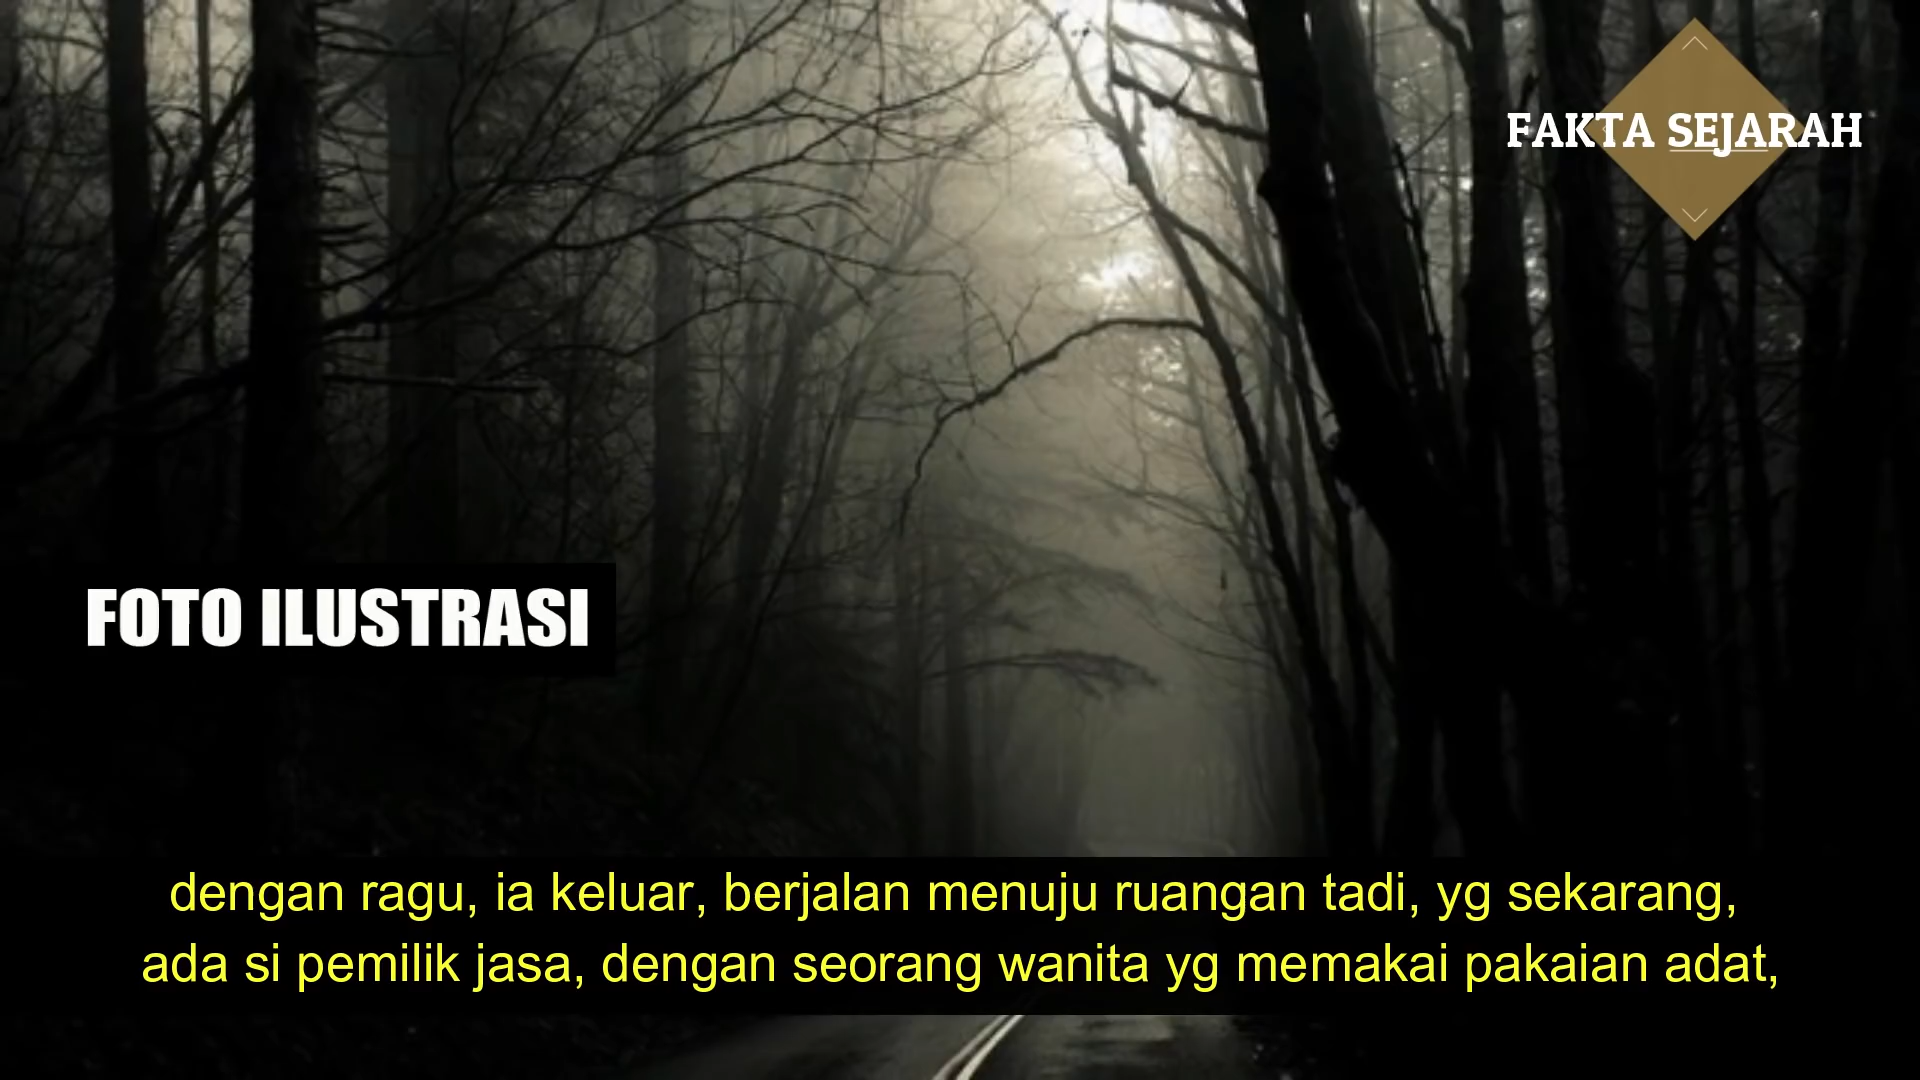 FAKTA SEJARAH
FOTO ILUSTRASI
dengan ragu, ia keluar, berjalan menuju ruangan tadi, yg sekarang,
ada si pemilik jasa, dengan seorang wanita yg memakai pakaian adat,